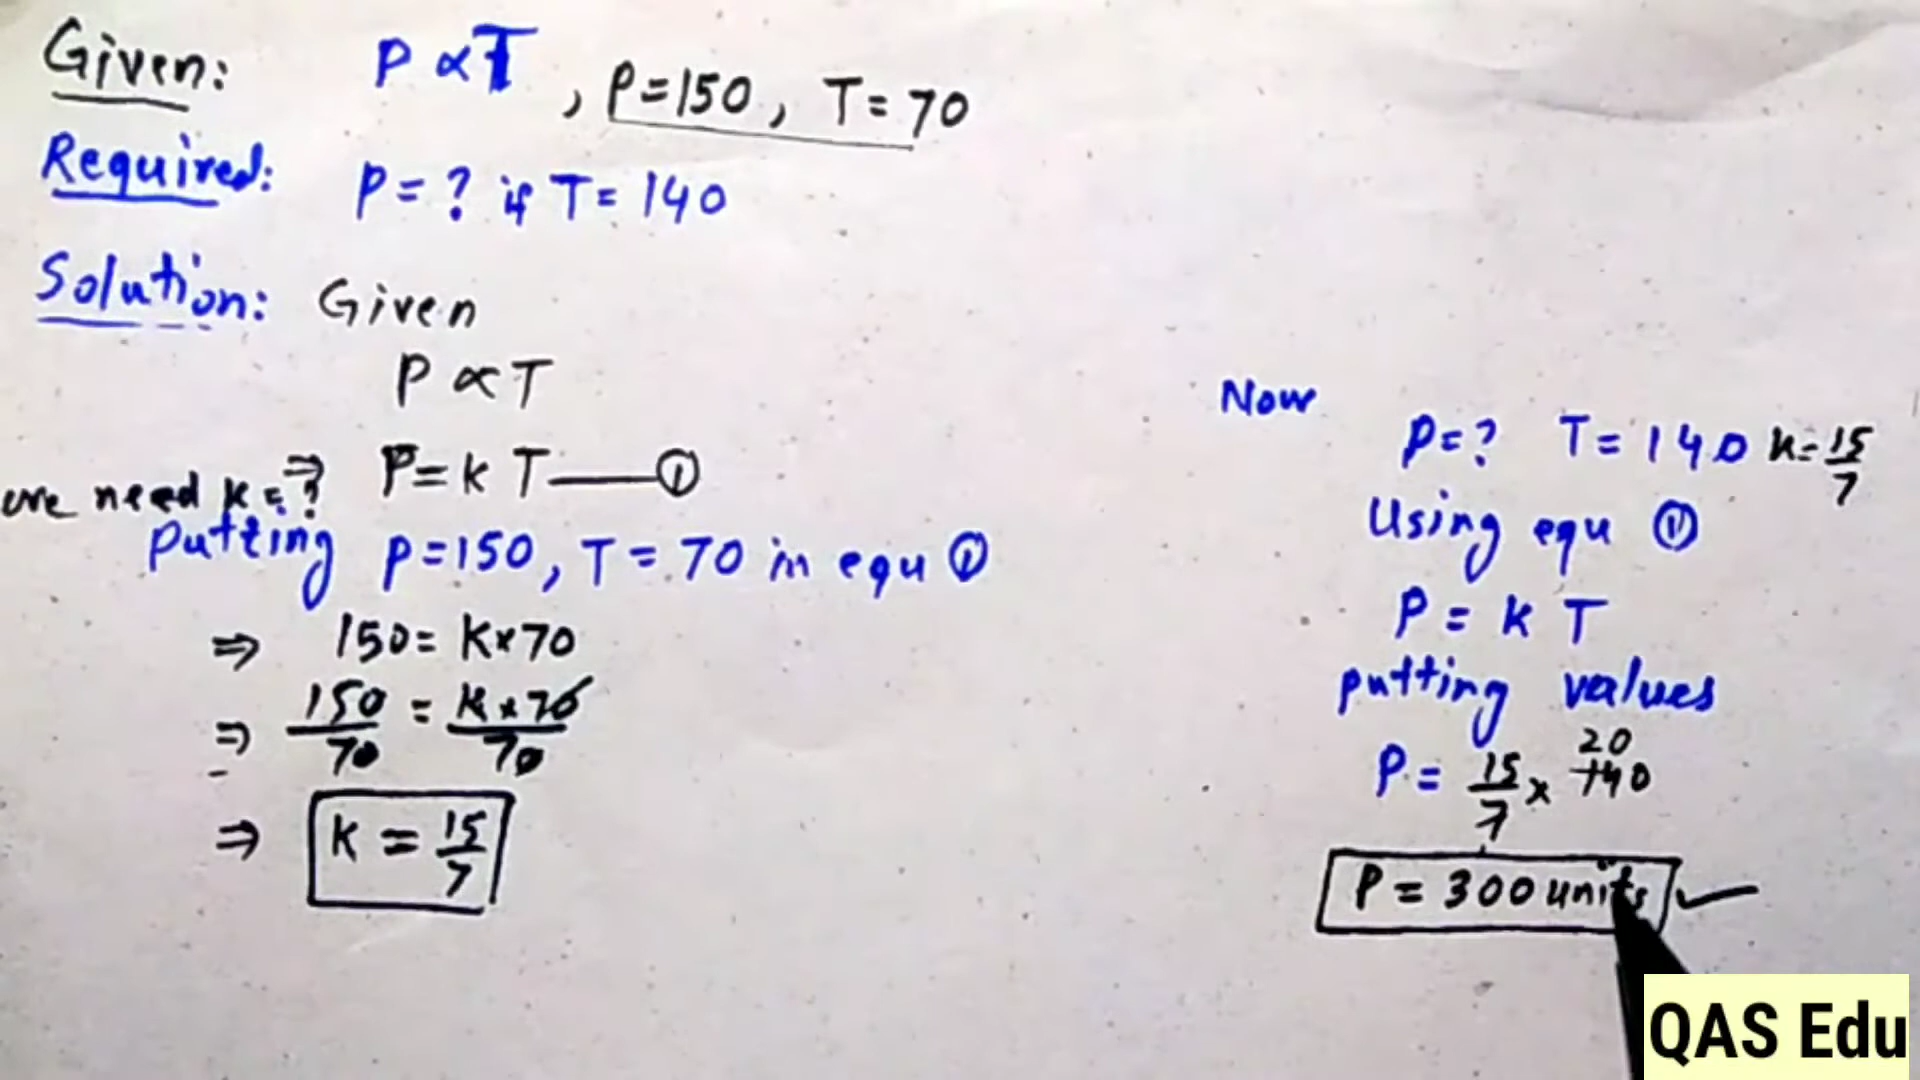 Given: P ∝ T, P=150, T=70
Required: P=? if T=140
Solution: Given
P ∝ T
⇒ P=k T——①
we need k=?
Putting P=150, T=70 in equ ①
⇒ 150=K×70
⇒ 150/70 = K×70/70
⇒ K=15/7
Now
P=? T=140 K=15/7
Using equ ①
P = K T
putting values
P = 15/7 × 140
20
P = 300 units
QAS Edu